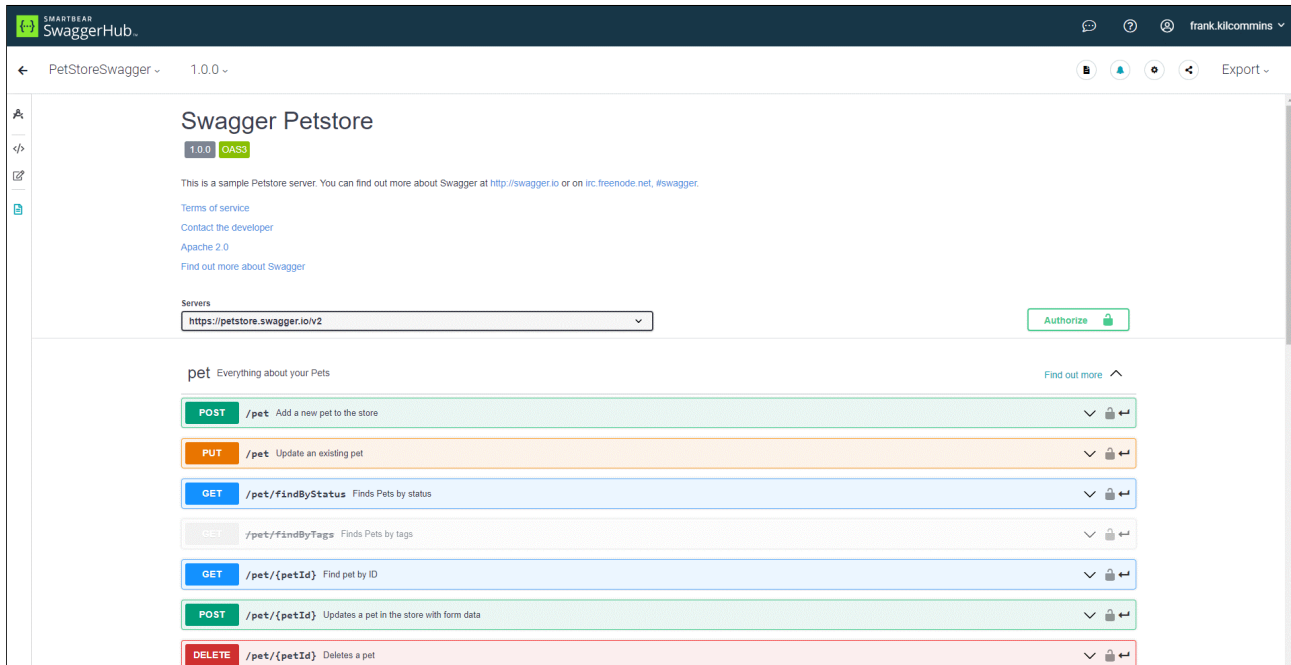 SMARTBEAR
SwaggerHub™
frank.kilcommins
PetStoreSwagger 1.0.0 Export
Swagger Petstore
1.0.0 OAS3
This is a sample Petstore server. You can find out more about Swagger at http://swagger.io or on irc.freenode.net, #swagger.
Terms of service
Contact the developer
Apache 2.0
Find out more about Swagger
Servers
https://petstore.swagger.io/v2
Authorize
pet Everything about your Pets Find out more
POST /pet Add a new pet to the store
PUT /pet Update an existing pet
GET /pet/findByStatus Finds Pets by status
GET /pet/findByTags Finds Pets by tags
GET /pet/{petId} Find pet by ID
POST /pet/{petId} Updates a pet in the store with form data
DELETE /pet/{petId} Deletes a pet